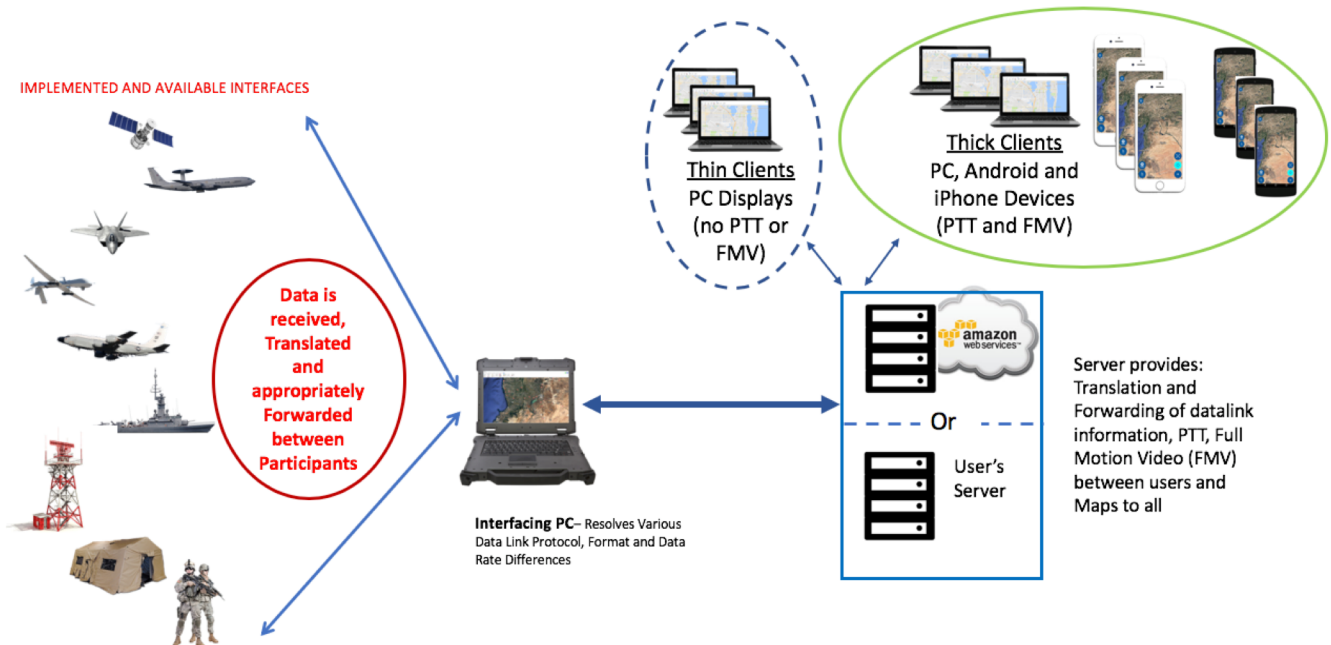 IMPLEMENTED AND AVAILABLE INTERFACES
Data is
received,
Translated
and
appropriately
Forwarded
between
Participants
Interfacing PC– Resolves Various
Data Link Protocol, Format and Data
Rate Differences
Thin Clients
PC Displays
(no PTT or
FMV)
Thick Clients
PC, Android and
iPhone Devices
(PTT and FMV)
amazon
webservices™
Or
User's
Server
Server provides:
Translation and
Forwarding of datalink
information, PTT, Full
Motion Video (FMV)
between users and
Maps to all